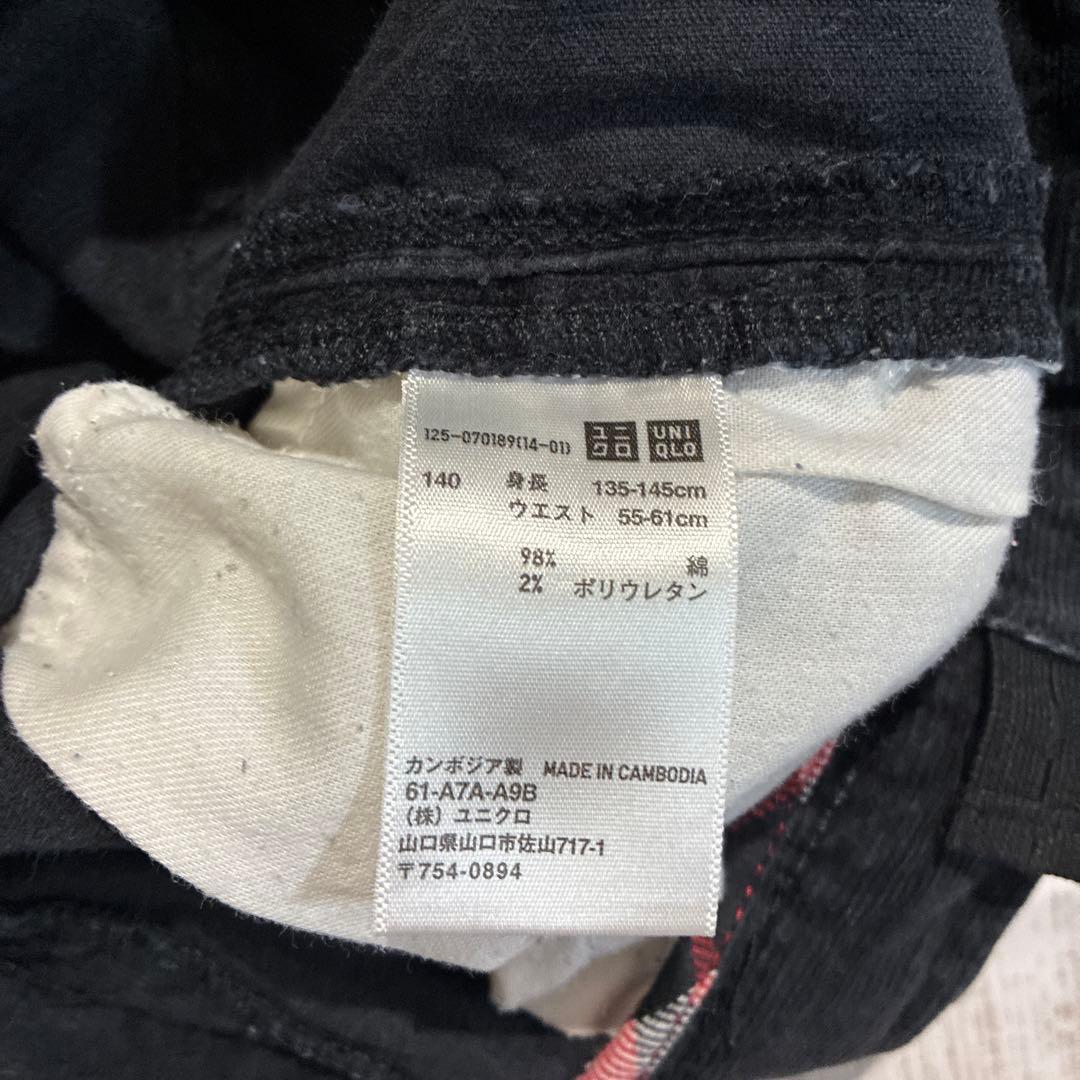 125-070189(14-01) ユニクロ UNIQLO
140 身長 135-145cm
ウエスト 55-61cm
98% 綿
2% ポリウレタン
カンボジア製 MADE IN CAMBODIA
61-A7A-A9B
(株) ユニクロ
山口県山口市佐山717-1
〒754-0894